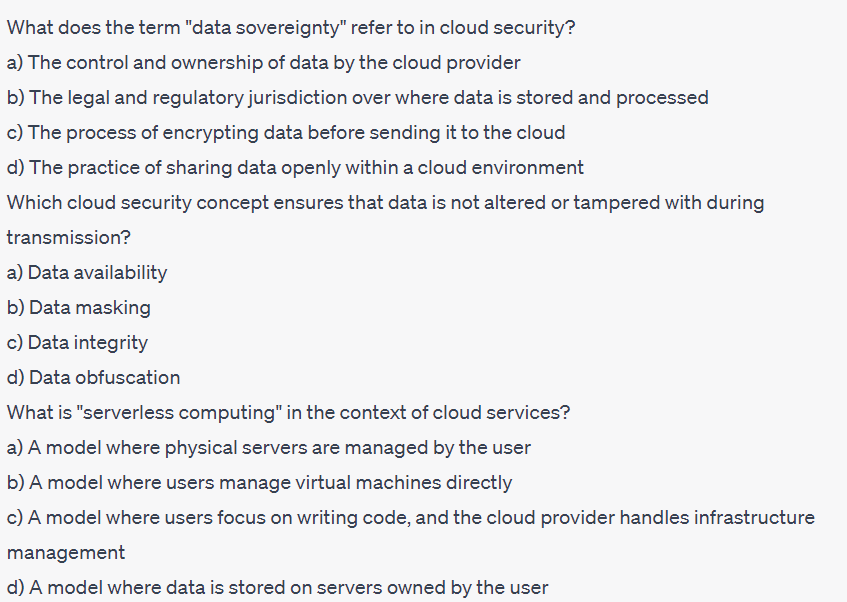 What does the term "data sovereignty" refer to in cloud security?
a) The control and ownership of data by the cloud provider
b) The legal and regulatory jurisdiction over where data is stored and processed
c) The process of encrypting data before sending it to the cloud
d) The practice of sharing data openly within a cloud environment
Which cloud security concept ensures that data is not altered or tampered with during
transmission?
a) Data availability
b) Data masking
c) Data integrity
d) Data obfuscation
What is "serverless computing" in the context of cloud services?
a) A model where physical servers are managed by the user
b) A model where users manage virtual machines directly
c) A model where users focus on writing code, and the cloud provider handles infrastructure
management
d) A model where data is stored on servers owned by the user